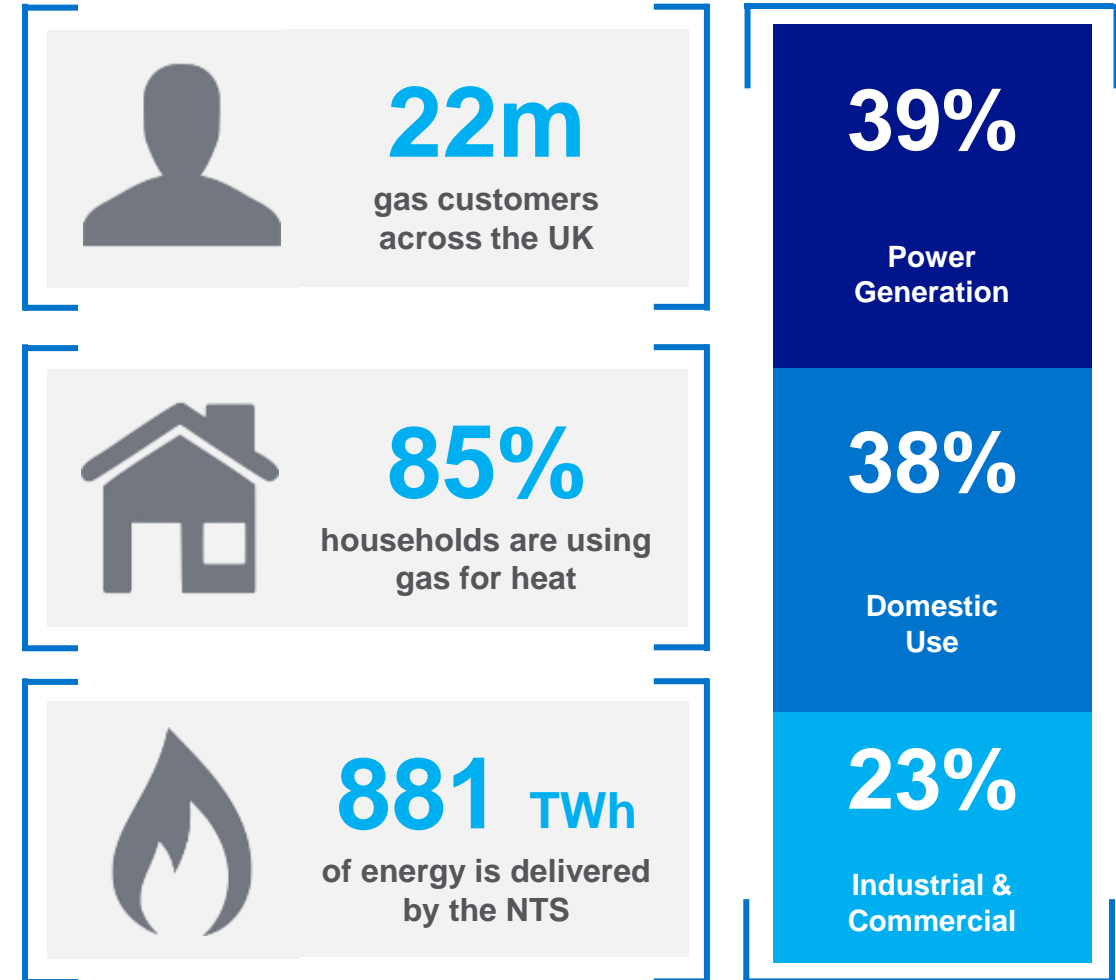 22m
gas customers
across the UK
85%
households are using
gas for heat
881 TWh
of energy is delivered
by the NTS
39%
Power
Generation
38%
Domestic
Use
23%
Industrial &
Commercial